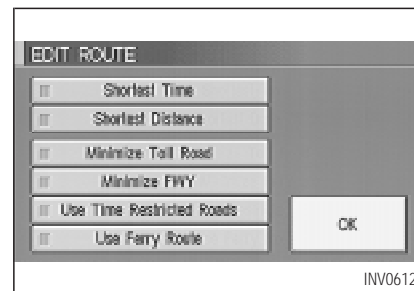 EDIT ROUTE
Shortest Time
Shortest Distance
Minimize Toll Road
Minimize FWY
Use Time Restricted Roads
Use Ferry Route
OK
INV0612